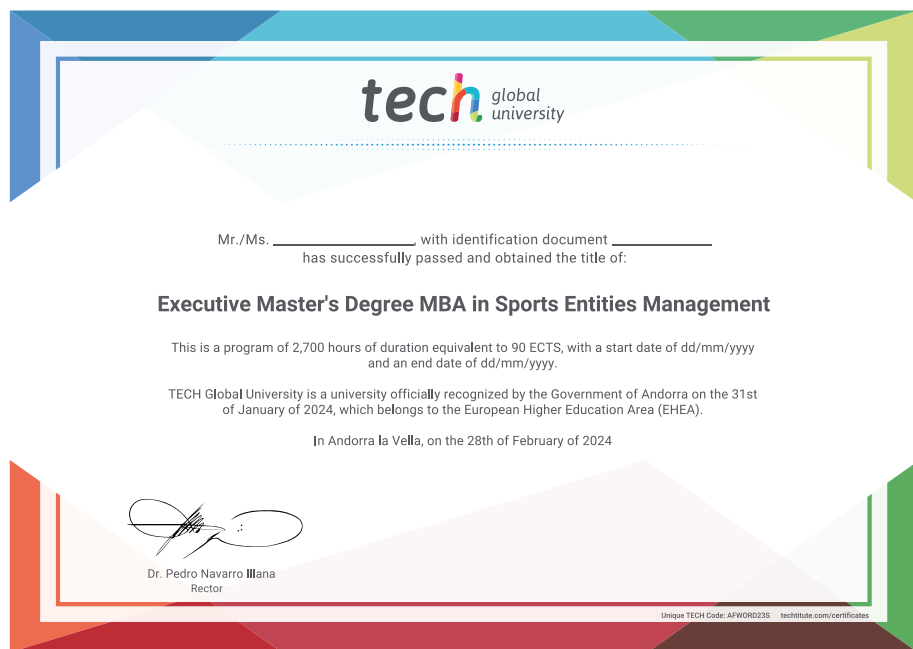 tech global
university
Mr./Ms. ____________________, with identification document ______________
has successfully passed and obtained the title of:
Executive Master's Degree MBA in Sports Entities Management
This is a program of 2,700 hours of duration equivalent to 90 ECTS, with a start date of dd/mm/yyyy
and an end date of dd/mm/yyyy.
TECH Global University is a university officially recognized by the Government of Andorra on the 31st
of January of 2024, which belongs to the European Higher Education Area (EHEA).
In Andorra la Vella, on the 28th of February of 2024
Dr. Pedro Navarro Illana
Rector
Unique TECH Code: AFWORD23S techtitute.com/certificates